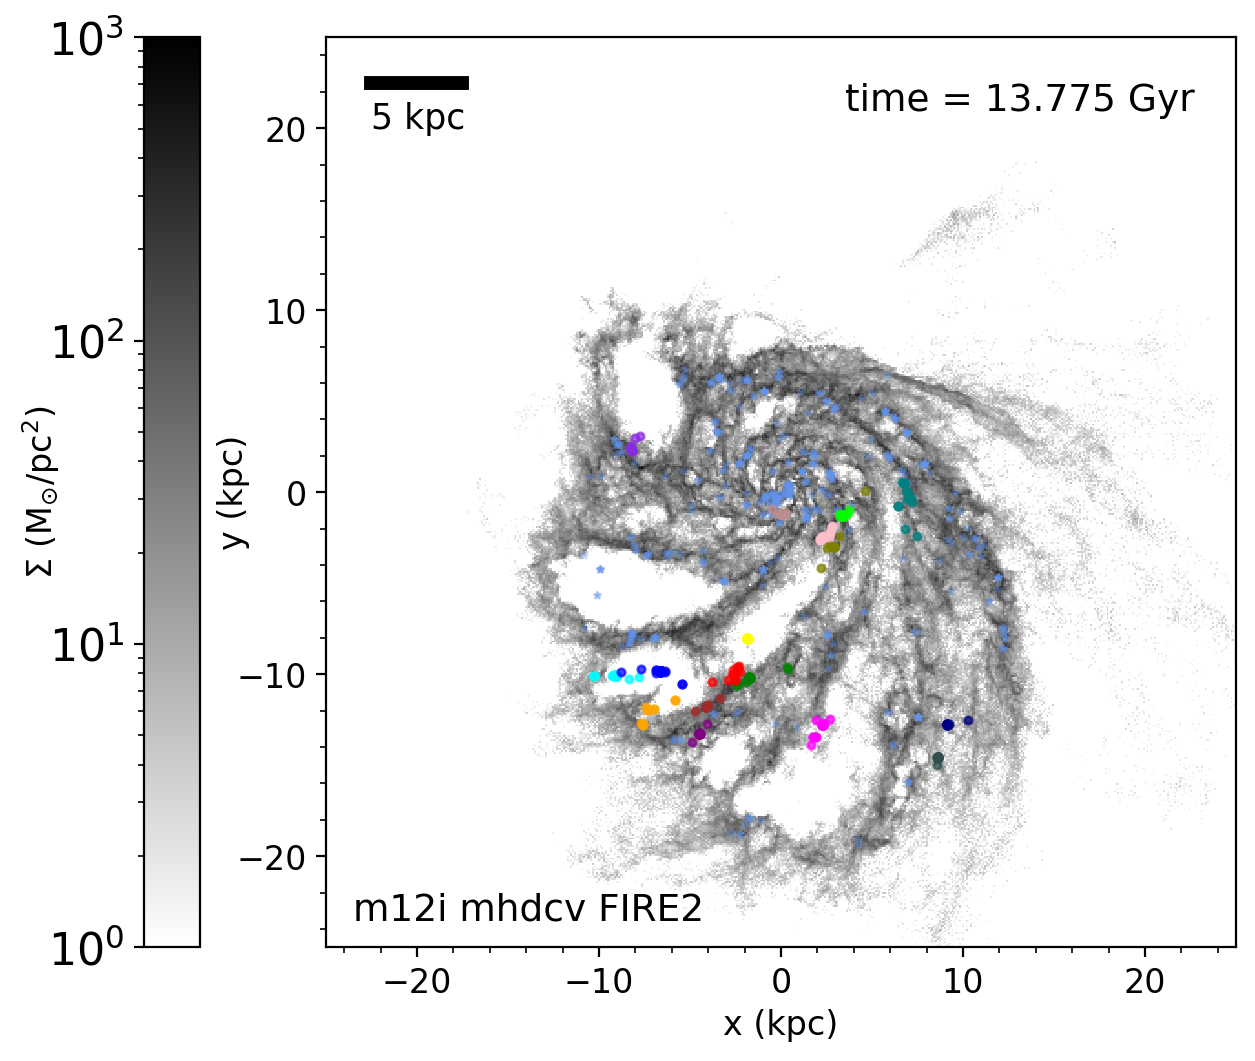 10³
10²
10¹
10⁰
Σ (M☉/pc²)
5 kpc
time = 13.775 Gyr
m12i mhdcv FIRE2
20
10
0
−10
−20
y (kpc)
−20 −10 0 10 20
x (kpc)